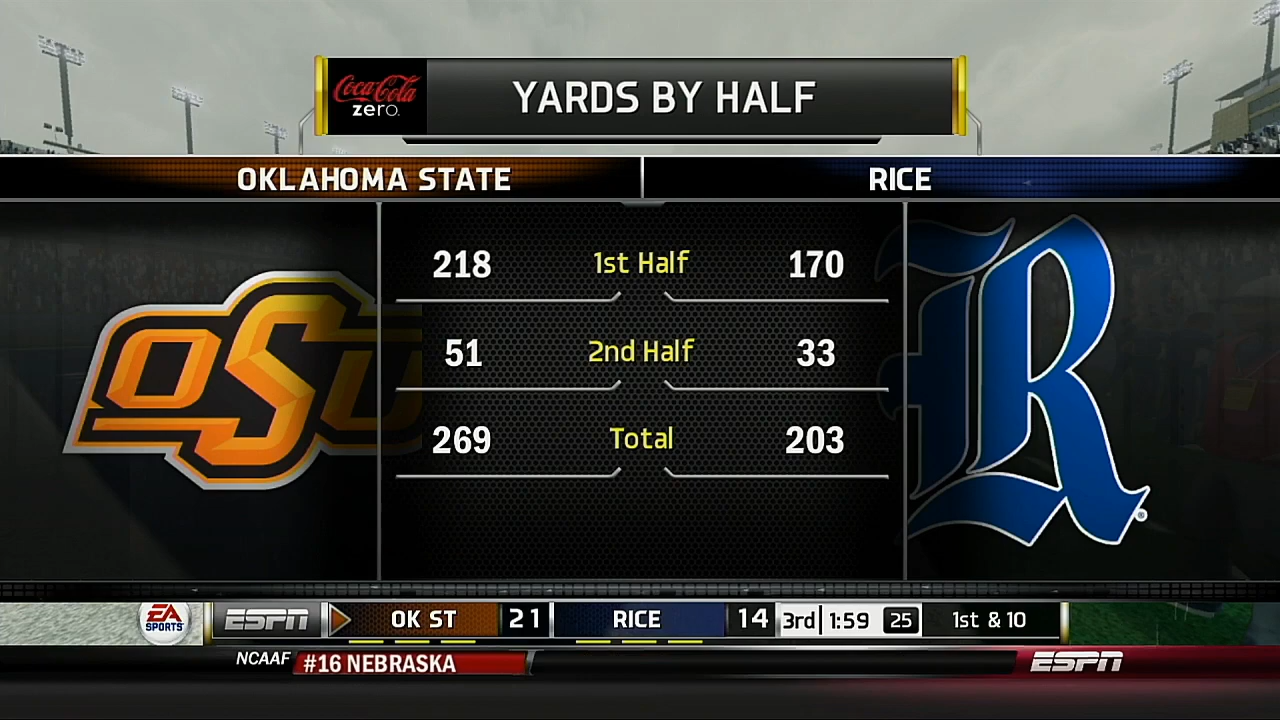 Coca-Cola
zero.
YARDS BY HALF
OKLAHOMA STATE
RICE
218 1st Half 170
51 2nd Half 33
269 Total 203
OSU
R
®
EA
SPORTS
ESPN
OK ST 21 RICE 14 3rd 1:59 25 1st & 10
NCAAF #16 NEBRASKA
ESPN